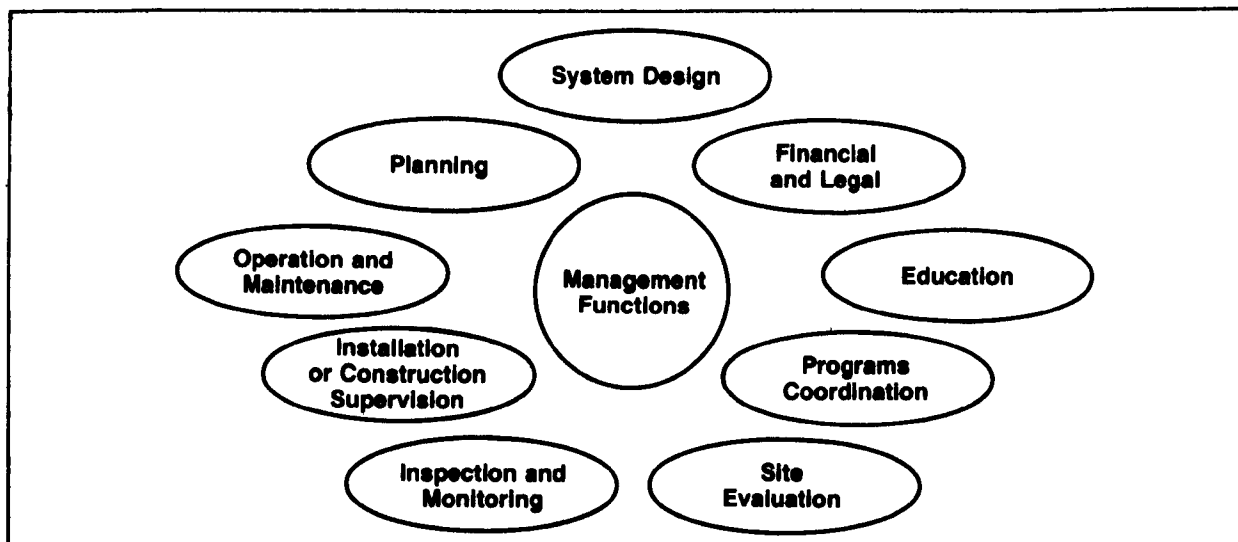 System Design
Planning
Financial
and Legal
Operation and
Maintenance
Management
Functions
Education
Installation
or Construction
Supervision
Programs
Coordination
Inspection and
Monitoring
Site
Evaluation